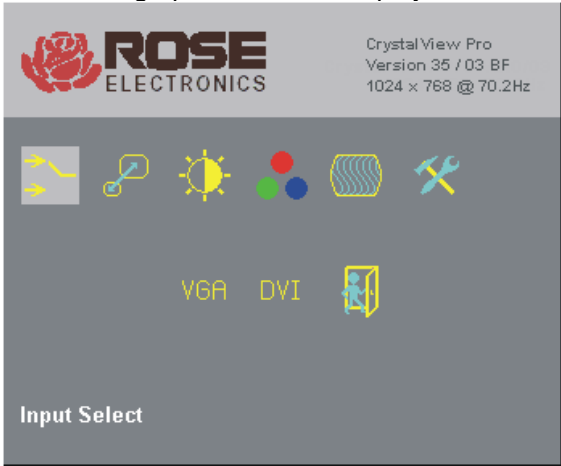 ROSE
ELECTRONICS
CrystalView Pro
Version 35 / 03 BF
1024 x 768 @ 70.2Hz
VGA DVI
Input Select